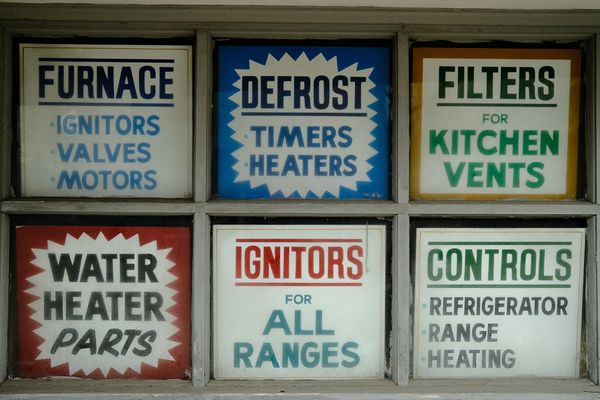 FURNACE
· IGNITORS
· VALVES
· MOTORS
DEFROST
· TIMERS
· HEATERS
FILTERS
FOR
KITCHEN
VENTS
WATER
HEATER
PARTS
IGNITORS
FOR
ALL
RANGES
CONTROLS
· REFRIGERATOR
· RANGE
· HEATING